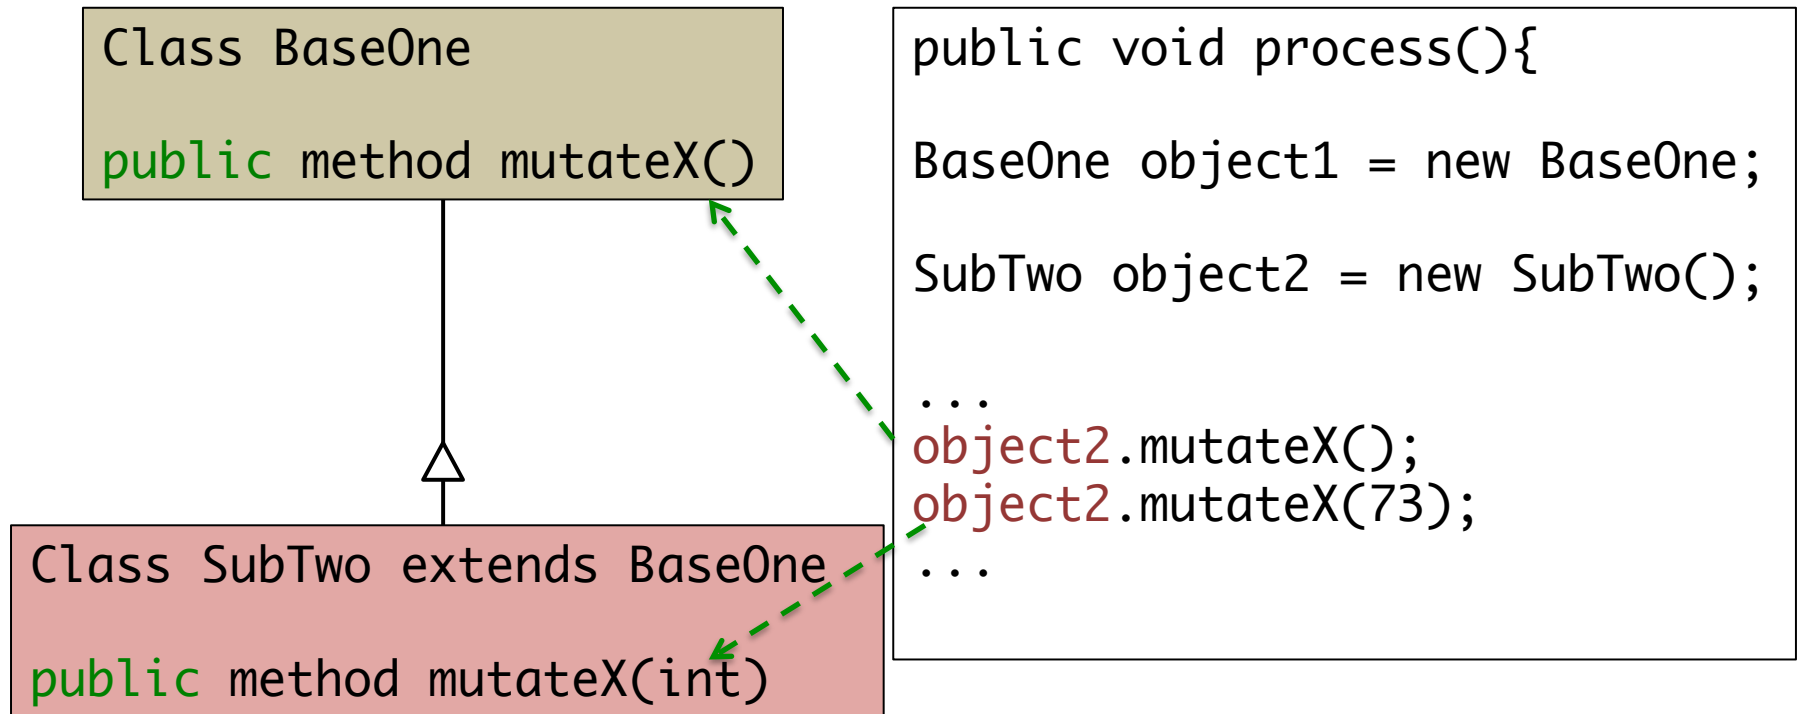 Class BaseOne
public method mutateX()
Class SubTwo extends BaseOne
public method mutateX(int)
public void process(){
BaseOne object1 = new BaseOne;
SubTwo object2 = new SubTwo();
...
object2.mutateX();
object2.mutateX(73);
...